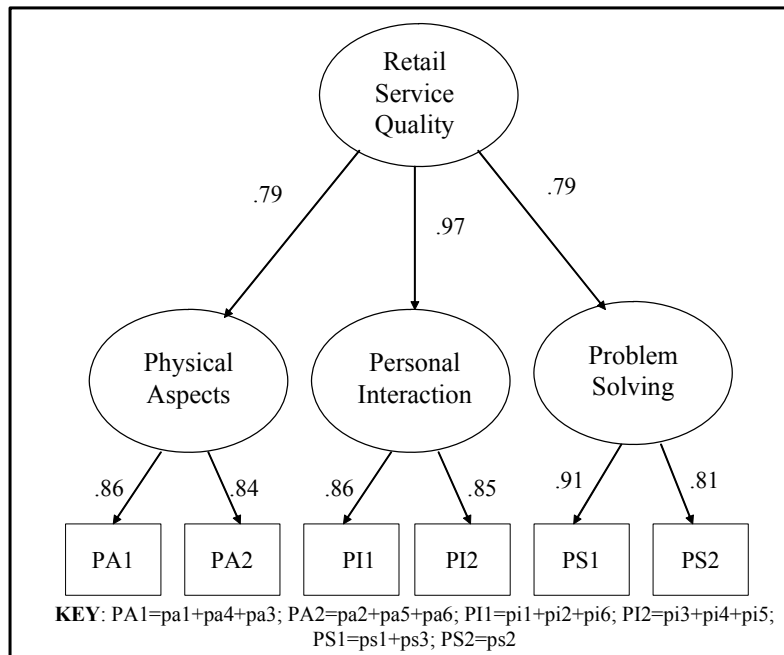 Retail
Service
Quality
.79
.97
.79
Physical
Aspects
Personal
Interaction
Problem
Solving
.86
.84
.86
.85
.91
.81
PA1
PA2
PI1
PI2
PS1
PS2
KEY: PA1=pa1+pa4+pa3; PA2=pa2+pa5+pa6; PI1=pi1+pi2+pi6; PI2=pi3+pi4+pi5;
PS1=ps1+ps3; PS2=ps2